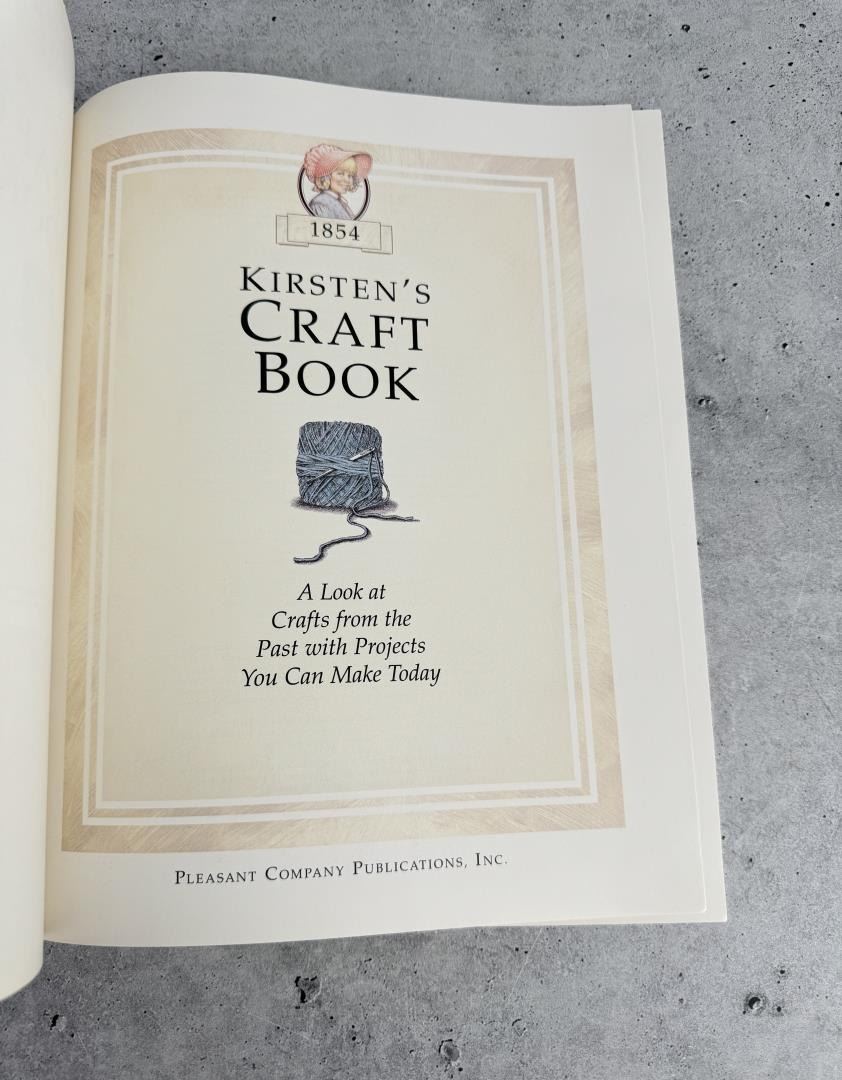 1854
KIRSTEN'S
CRAFT
BOOK
A Look at
Crafts from the
Past with Projects
You Can Make Today
PLEASANT COMPANY PUBLICATIONS, INC.